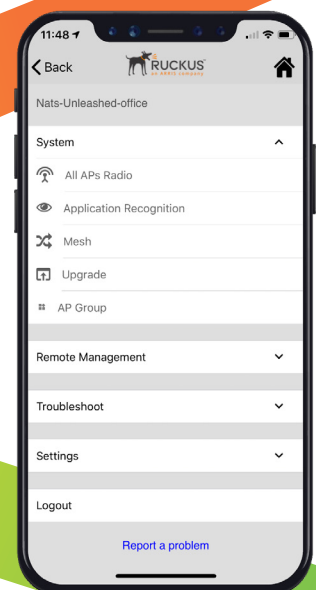 11:48
Back
RUCKUS
an ARRIS company
Nats-Unleashed-office
System
All APs Radio
Application Recognition
Mesh
Upgrade
AP Group
Remote Management
Troubleshoot
Settings
Logout
Report a problem